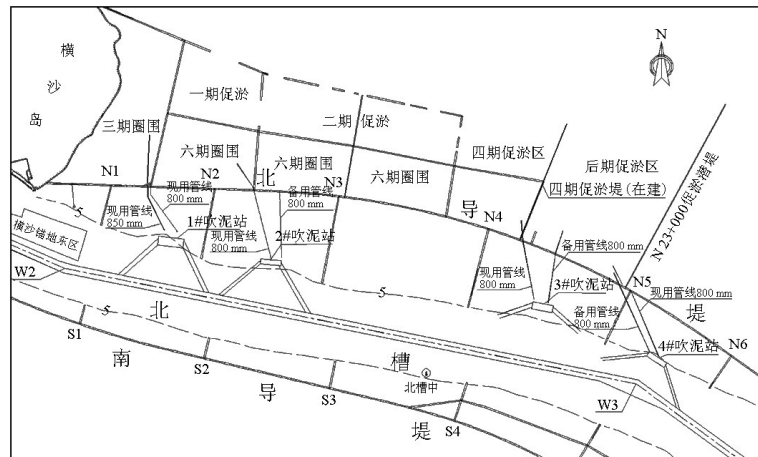 横沙岛
N
一期促淤
二期 促淤
三期圈围
六期圈围
六期圈围
六期圈围
四期促淤区
后期促淤区
四期促淤堤(在建)
N 23+000促淤潜堤
N1
N2
北
N3
导
N4
N5
堤
N6
现用管线
800 mm
备用管线
800 mm
5
现用管线
850 mm
1#吹泥站
现用管线
800 mm
2#吹泥站
备用管线800 mm
现用管线
800 mm
5
3#吹泥站
现用管线800 mm
备用管线
800 mm
4#吹泥站
横沙锚地东区
W2
5
北
槽
北槽中
W3
S1
南
S2
导
S3
堤
S4